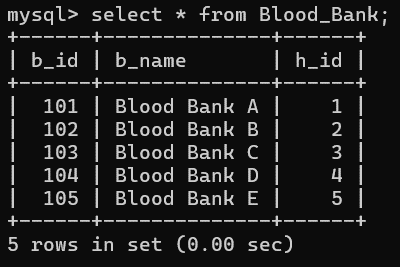 mysql> select * from Blood_Bank;
+------+--------------+------+
| b_id | b_name       | h_id |
+------+--------------+------+
|  101 | Blood Bank A |    1 |
|  102 | Blood Bank B |    2 |
|  103 | Blood Bank C |    3 |
|  104 | Blood Bank D |    4 |
|  105 | Blood Bank E |    5 |
+------+--------------+------+
5 rows in set (0.00 sec)